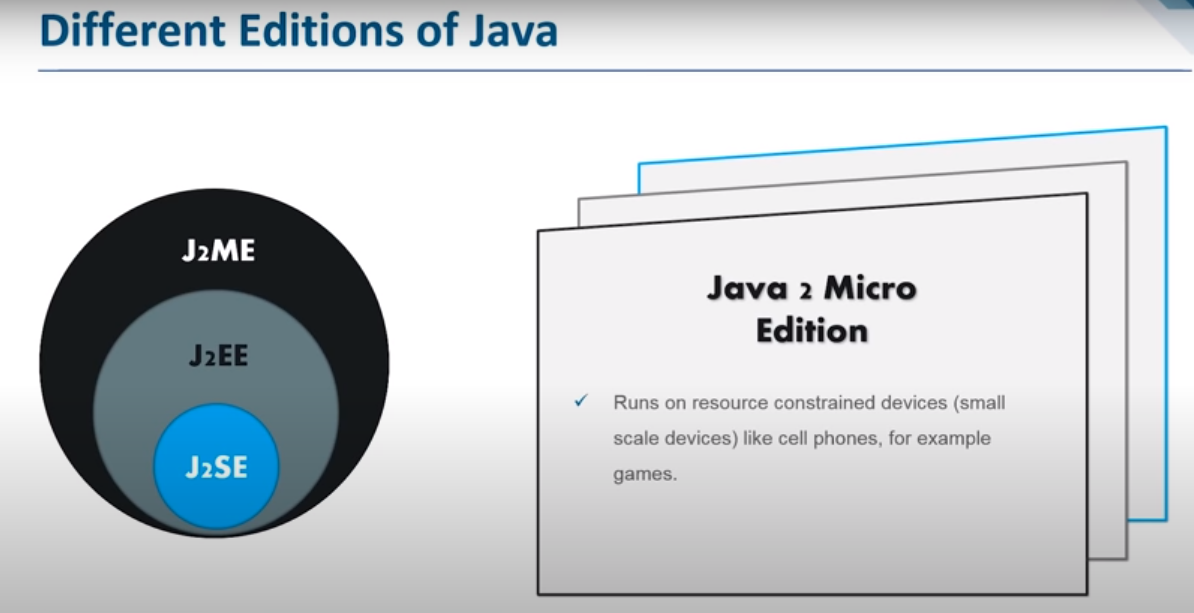 Different Editions of Java
J2ME
J2EE
J2SE
Java 2 Micro
Edition
✓ Runs on resource constrained devices (small
scale devices) like cell phones, for example
games.